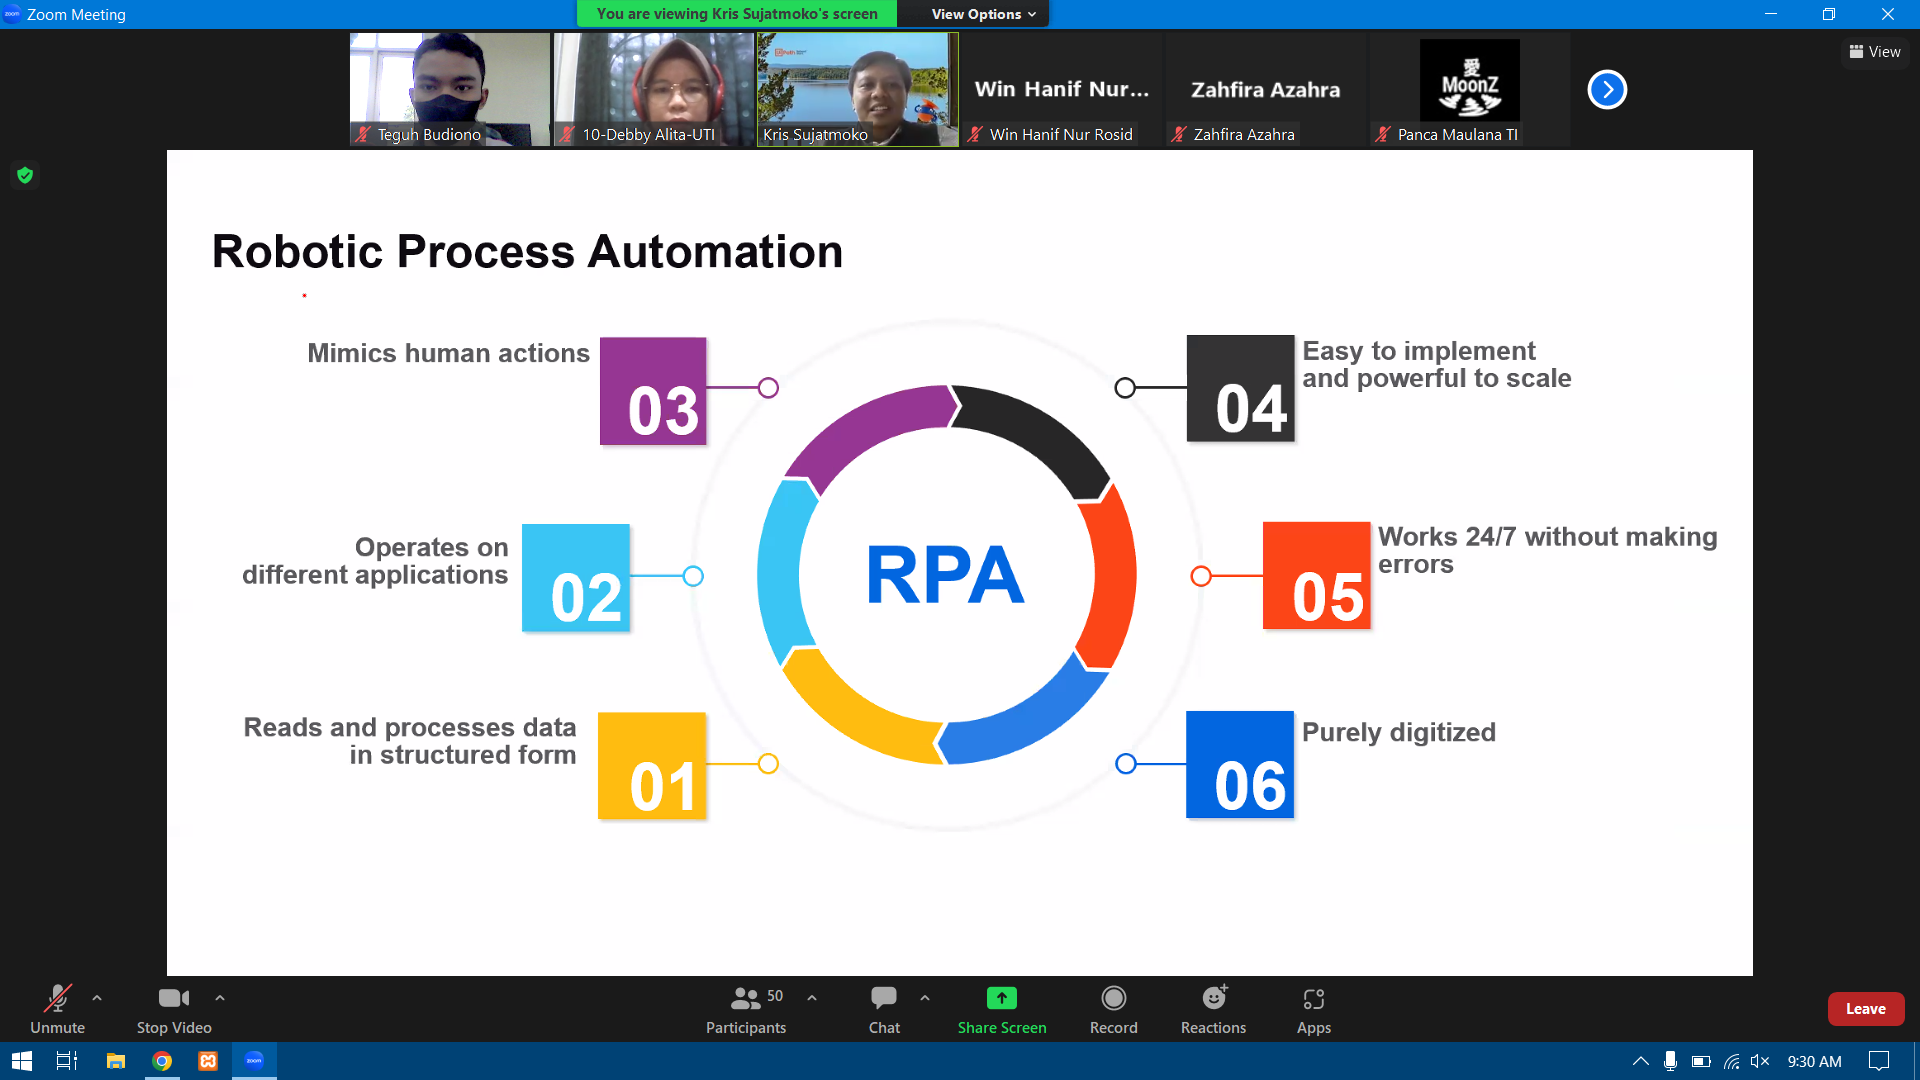 Zoom Meeting
You are viewing Kris Sujatmoko's screen
View Options
View
UiPath
Win Hanif Nur...
Zahfira Azahra
愛
MoonZ
Teguh Budiono
10-Debby Alita-UTI
Kris Sujatmoko
Win Hanif Nur Rosid
Zahfira Azahra
Panca Maulana TI
Robotic Process Automation
Mimics human actions
03
04
Easy to implement
and powerful to scale
Operates on
different applications
02
RPA
05
Works 24/7 without making
errors
Reads and processes data
in structured form
01
06
Purely digitized
Unmute
Stop Video
50
Participants
Chat
Share Screen
Record
Reactions
Apps
Leave
zoom
9:30 AM